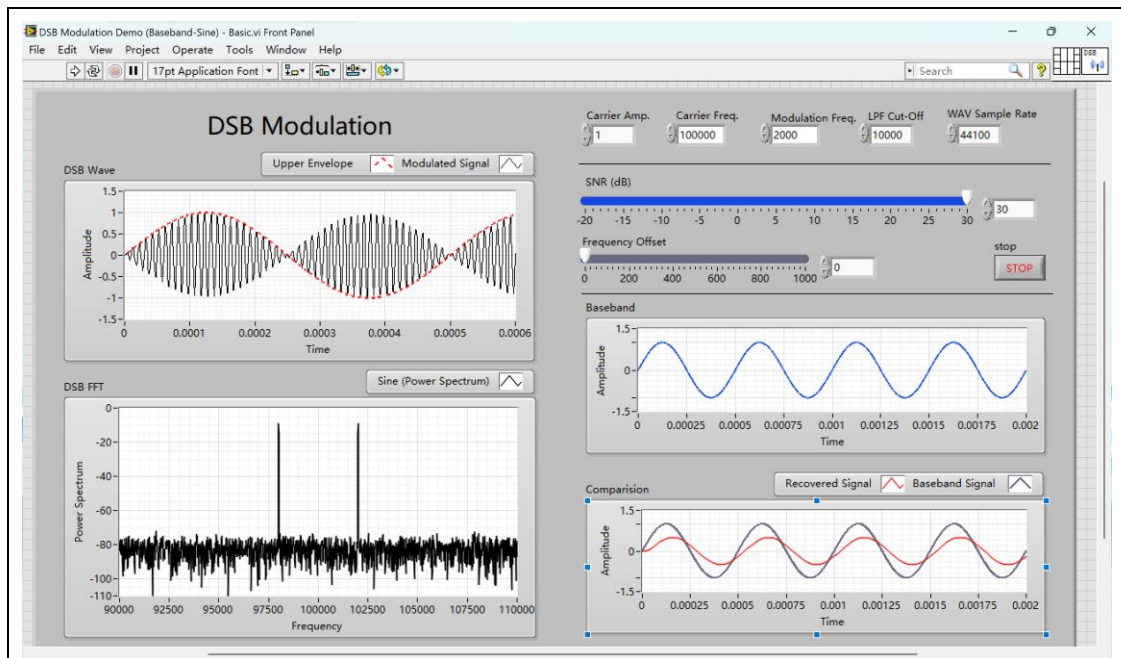 DSB Modulation Demo (Baseband-Sine) - Basic.vi Front Panel
File Edit View Project Operate Tools Window Help
17pt Application Font
Search
DSB
DSB Modulation
Carrier Amp. Carrier Freq. Modulation Freq. LPF Cut-Off WAV Sample Rate
1 100000 2000 10000 44100
DSB Wave
Upper Envelope Modulated Signal
1.5
1
0.5
0
-0.5
-1
-1.5
Amplitude
0 0.0001 0.0002 0.0003 0.0004 0.0005 0.0006
Time
SNR (dB)
-20 -15 -10 -5 0 5 10 15 20 25 30
30
Frequency Offset
0 200 400 600 800 1000
0
stop
STOP
Baseband
1.5
0
-1.5
Amplitude
0 0.00025 0.0005 0.00075 0.001 0.00125 0.0015 0.00175 0.002
Time
DSB FFT
Sine (Power Spectrum)
0
-20
-40
-60
-80
-100
-110
Power Spectrum
90000 92500 95000 97500 100000 102500 105000 107500 110000
Frequency
Comparision
Recovered Signal Baseband Signal
1.5
0
-1.5
Amplitude
0 0.00025 0.0005 0.00075 0.001 0.00125 0.0015 0.00175 0.002
Time